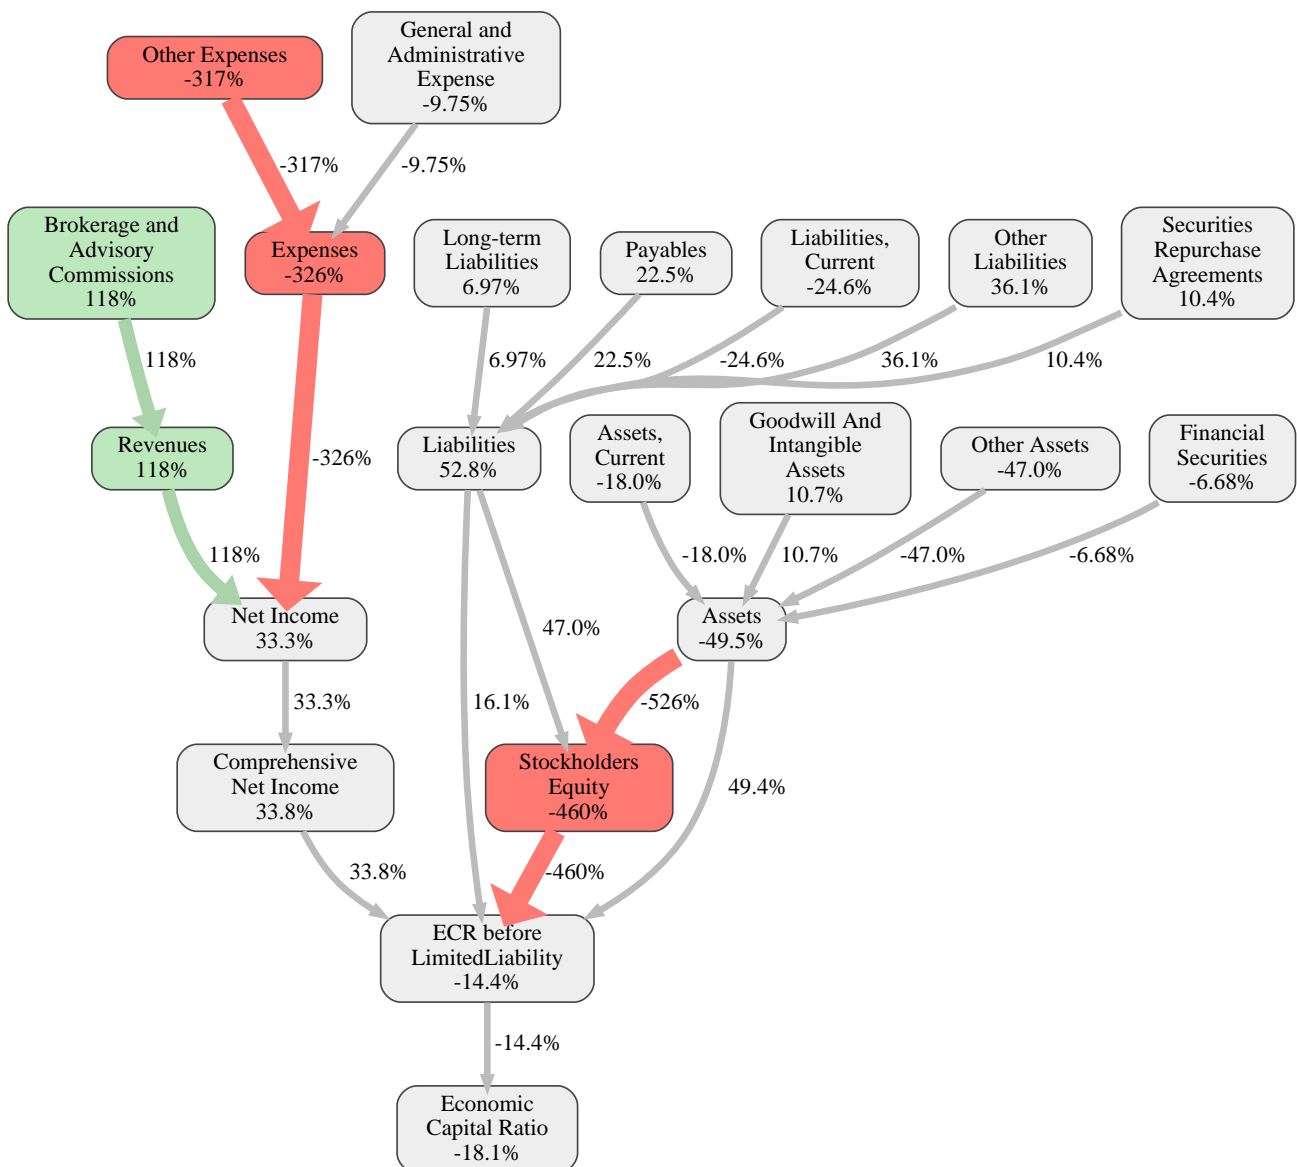 Other Expenses
-317%
General and
Administrative
Expense
-9.75%
-317%
-9.75%
Brokerage and
Advisory
Commissions
118%
Expenses
-326%
Long-term
Liabilities
6.97%
Payables
22.5%
Liabilities,
Current
-24.6%
Other
Liabilities
36.1%
Securities
Repurchase
Agreements
10.4%
118%
6.97%
22.5%
-24.6%
36.1%
10.4%
Revenues
118%
-326%
Liabilities
52.8%
Assets,
Current
-18.0%
Goodwill And
Intangible
Assets
10.7%
Other Assets
-47.0%
Financial
Securities
-6.68%
118%
-18.0%
10.7%
-47.0%
-6.68%
Net Income
33.3%
47.0%
Assets
-49.5%
33.3%
16.1%
-526%
Comprehensive
Net Income
33.8%
Stockholders
Equity
-460%
49.4%
33.8%
-460%
ECR before
LimitedLiability
-14.4%
-14.4%
Economic
Capital Ratio
-18.1%